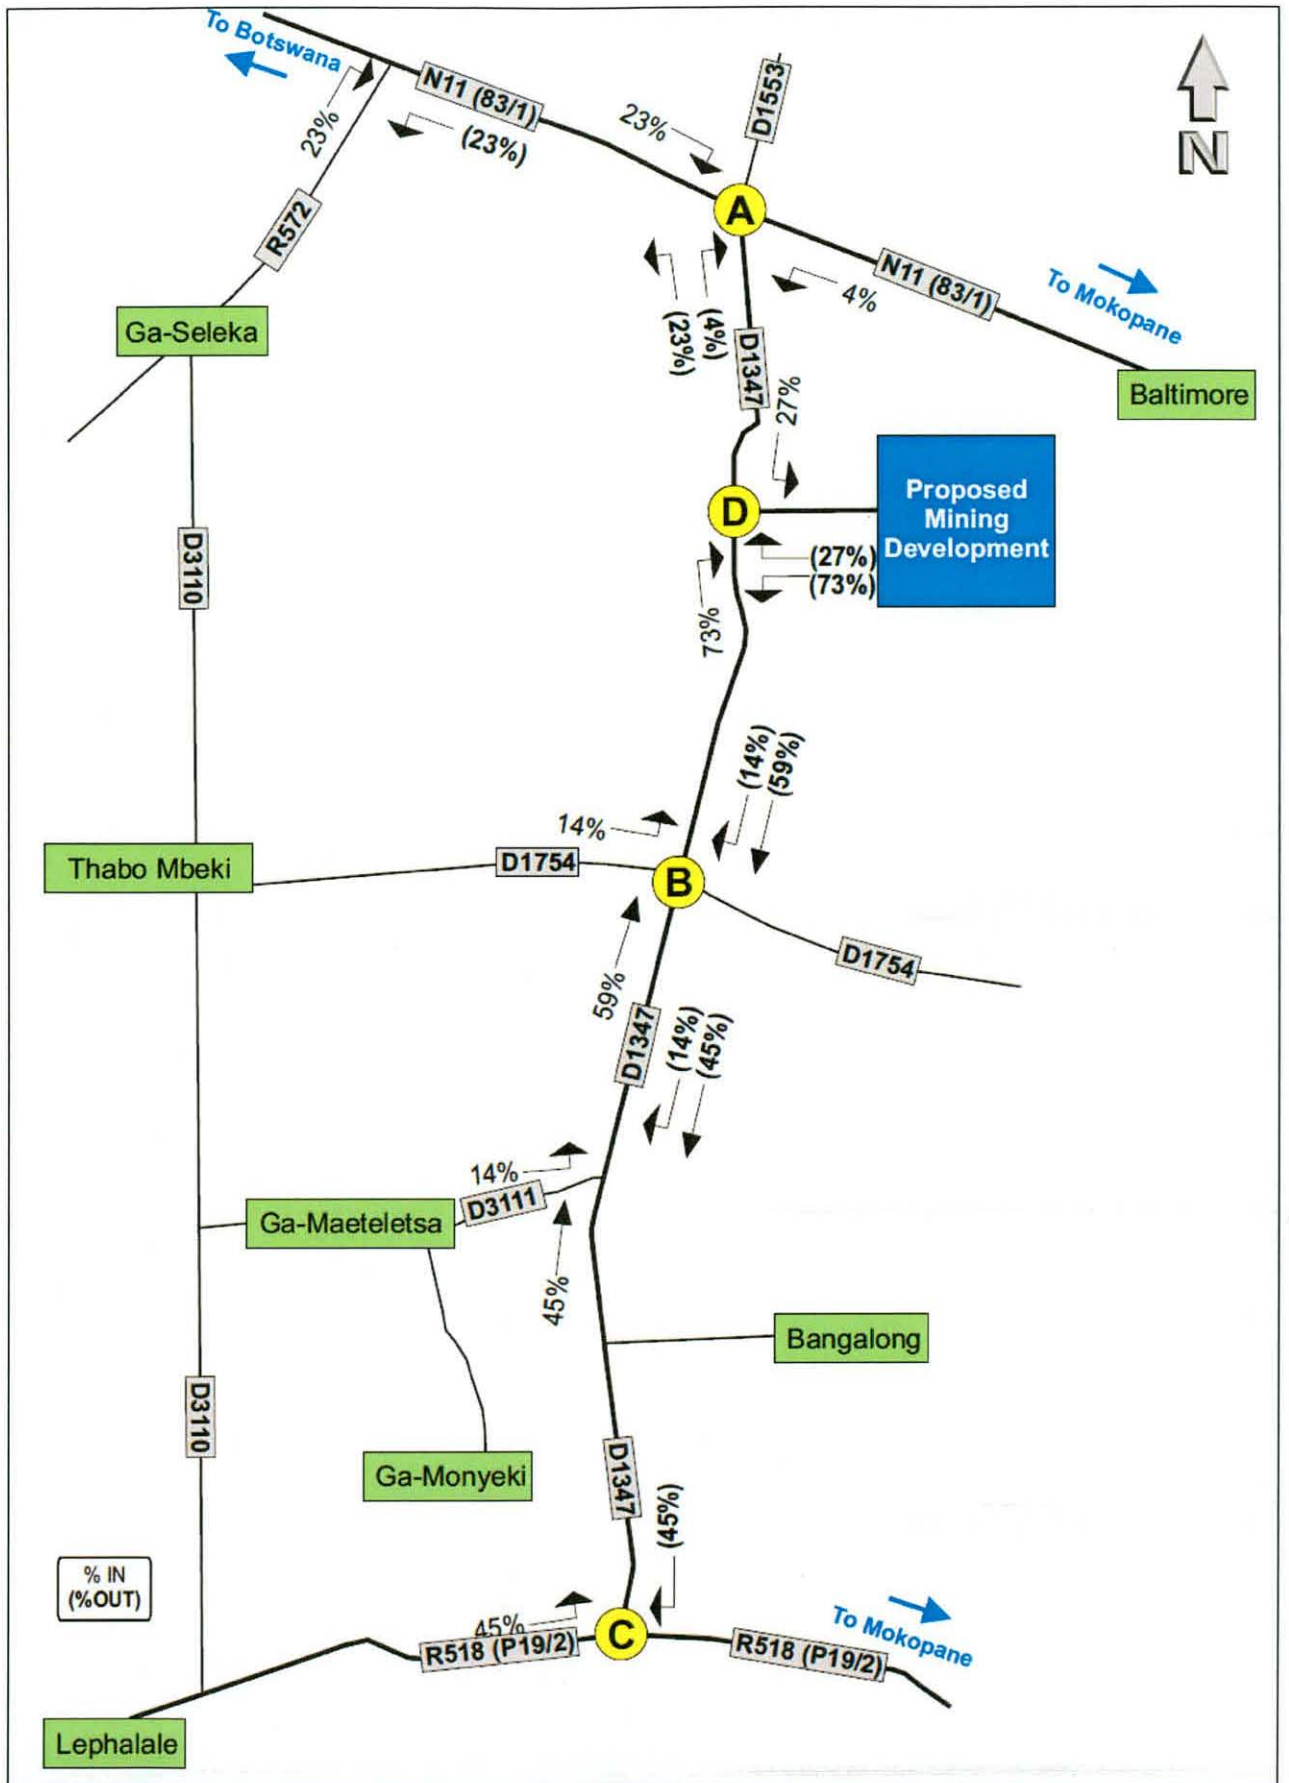 To Botswana
N11 (83/1)
D1553
N
23%
(23%)
23%
A
R572
N11 (83/1)
To Mokopane
4%
Ga-Seleka
(23%)
(4%)
D1347
27%
Baltimore
D
Proposed
Mining
Development
(27%)
(73%)
D3110
73%
(14%)
(59%)
14%
Thabo Mbeki
D1754
B
D1754
59%
D1347
(14%)
(45%)
14%
D3111
Ga-Maeteletsa
45%
Bangalong
D3110
D1347
Ga-Monyeki
(45%)
% IN
(%OUT)
45%
R518 (P19/2)
C
R518 (P19/2)
To Mokopane
Lephalale